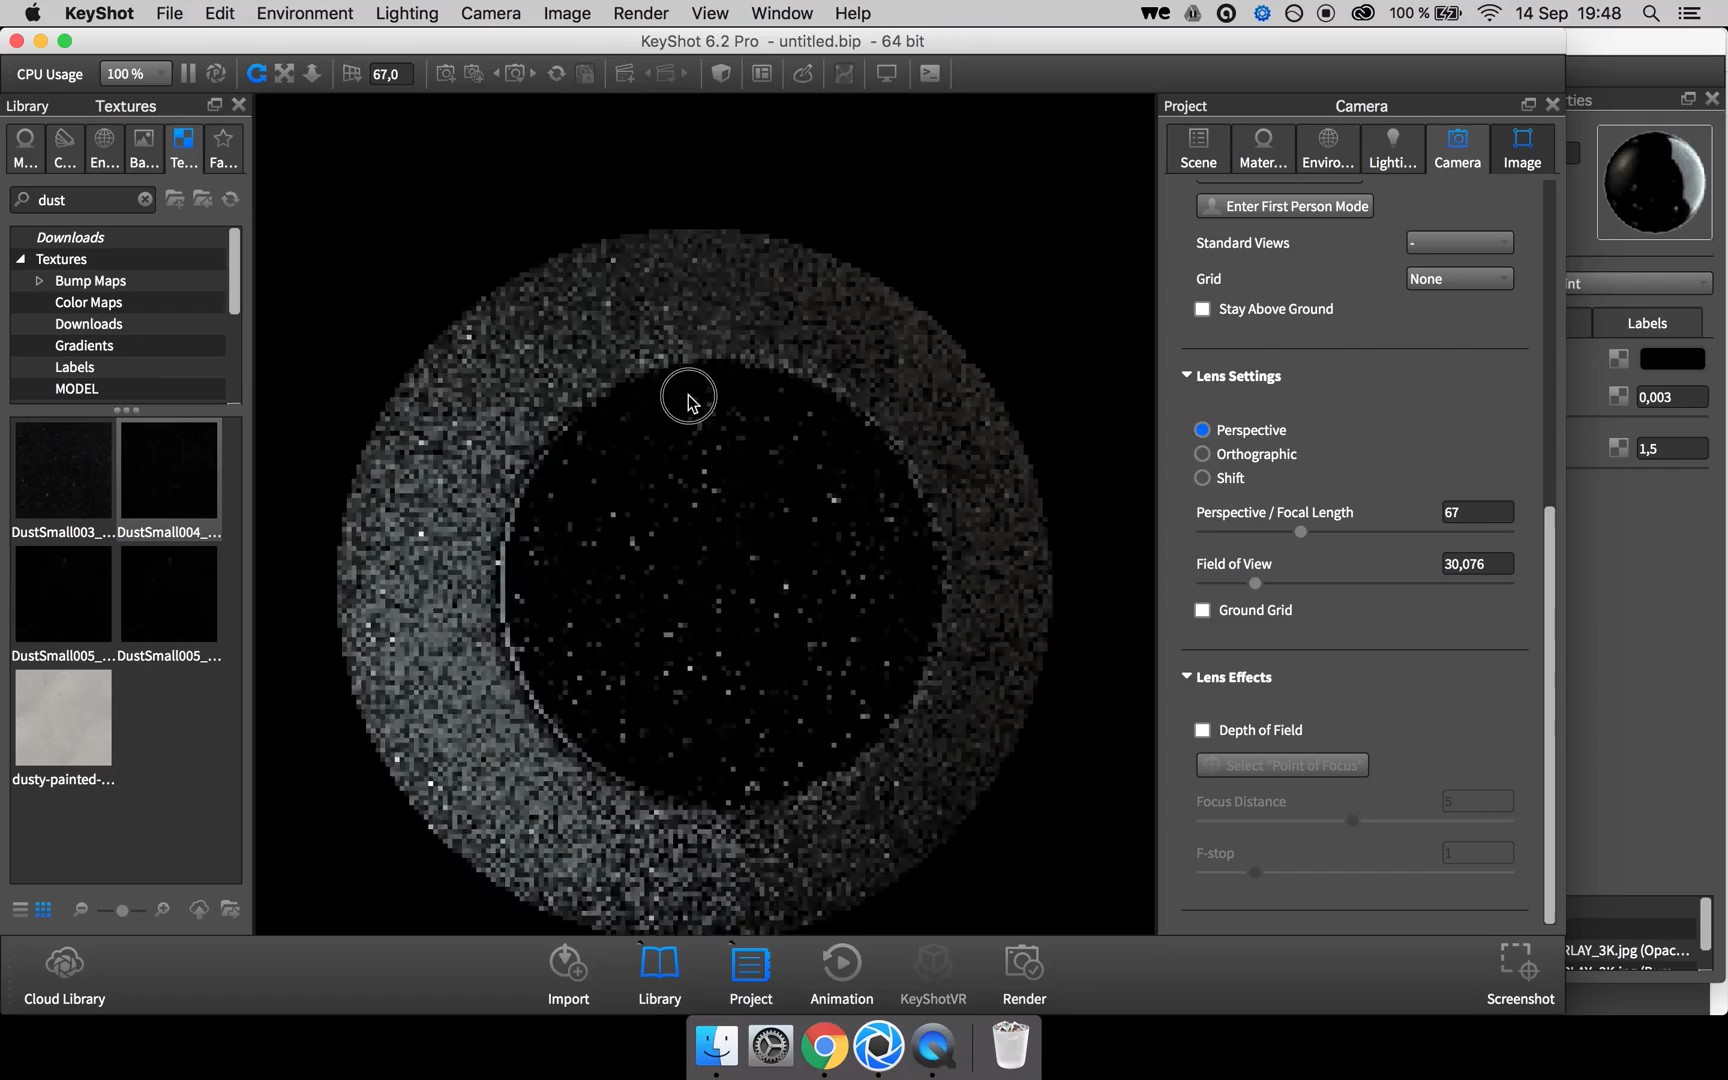 KeyShot File Edit Environment Lighting Camera Image Render View Window Help 100 % 14 Sep 19:48
KeyShot 6.2 Pro - untitled.bip - 64 bit
CPU Usage 100 % 67,0
Library Textures
Project Camera
ties
M... C... En... Ba... Te... Fa...
Scene Mater... Enviro... Lighti... Camera Image
dust
Downloads
Textures
Bump Maps
Color Maps
Downloads
Gradients
Labels
MODEL
DustSmall003_... DustSmall004_...
DustSmall005_... DustSmall005_...
dusty-painted-...
Enter First Person Mode
Standard Views -
Grid None
Stay Above Ground
Lens Settings
Perspective
Orthographic
Shift
Perspective / Focal Length 67
Field of View 30,076
Ground Grid
Lens Effects
Depth of Field
Select "Point of Focus"
Focus Distance 5
F-stop 1
int
Labels
0,003
1,5
RLAY_3K.jpg (Opac...
Cloud Library
Import Library Project Animation KeyShotVR Render Screenshot